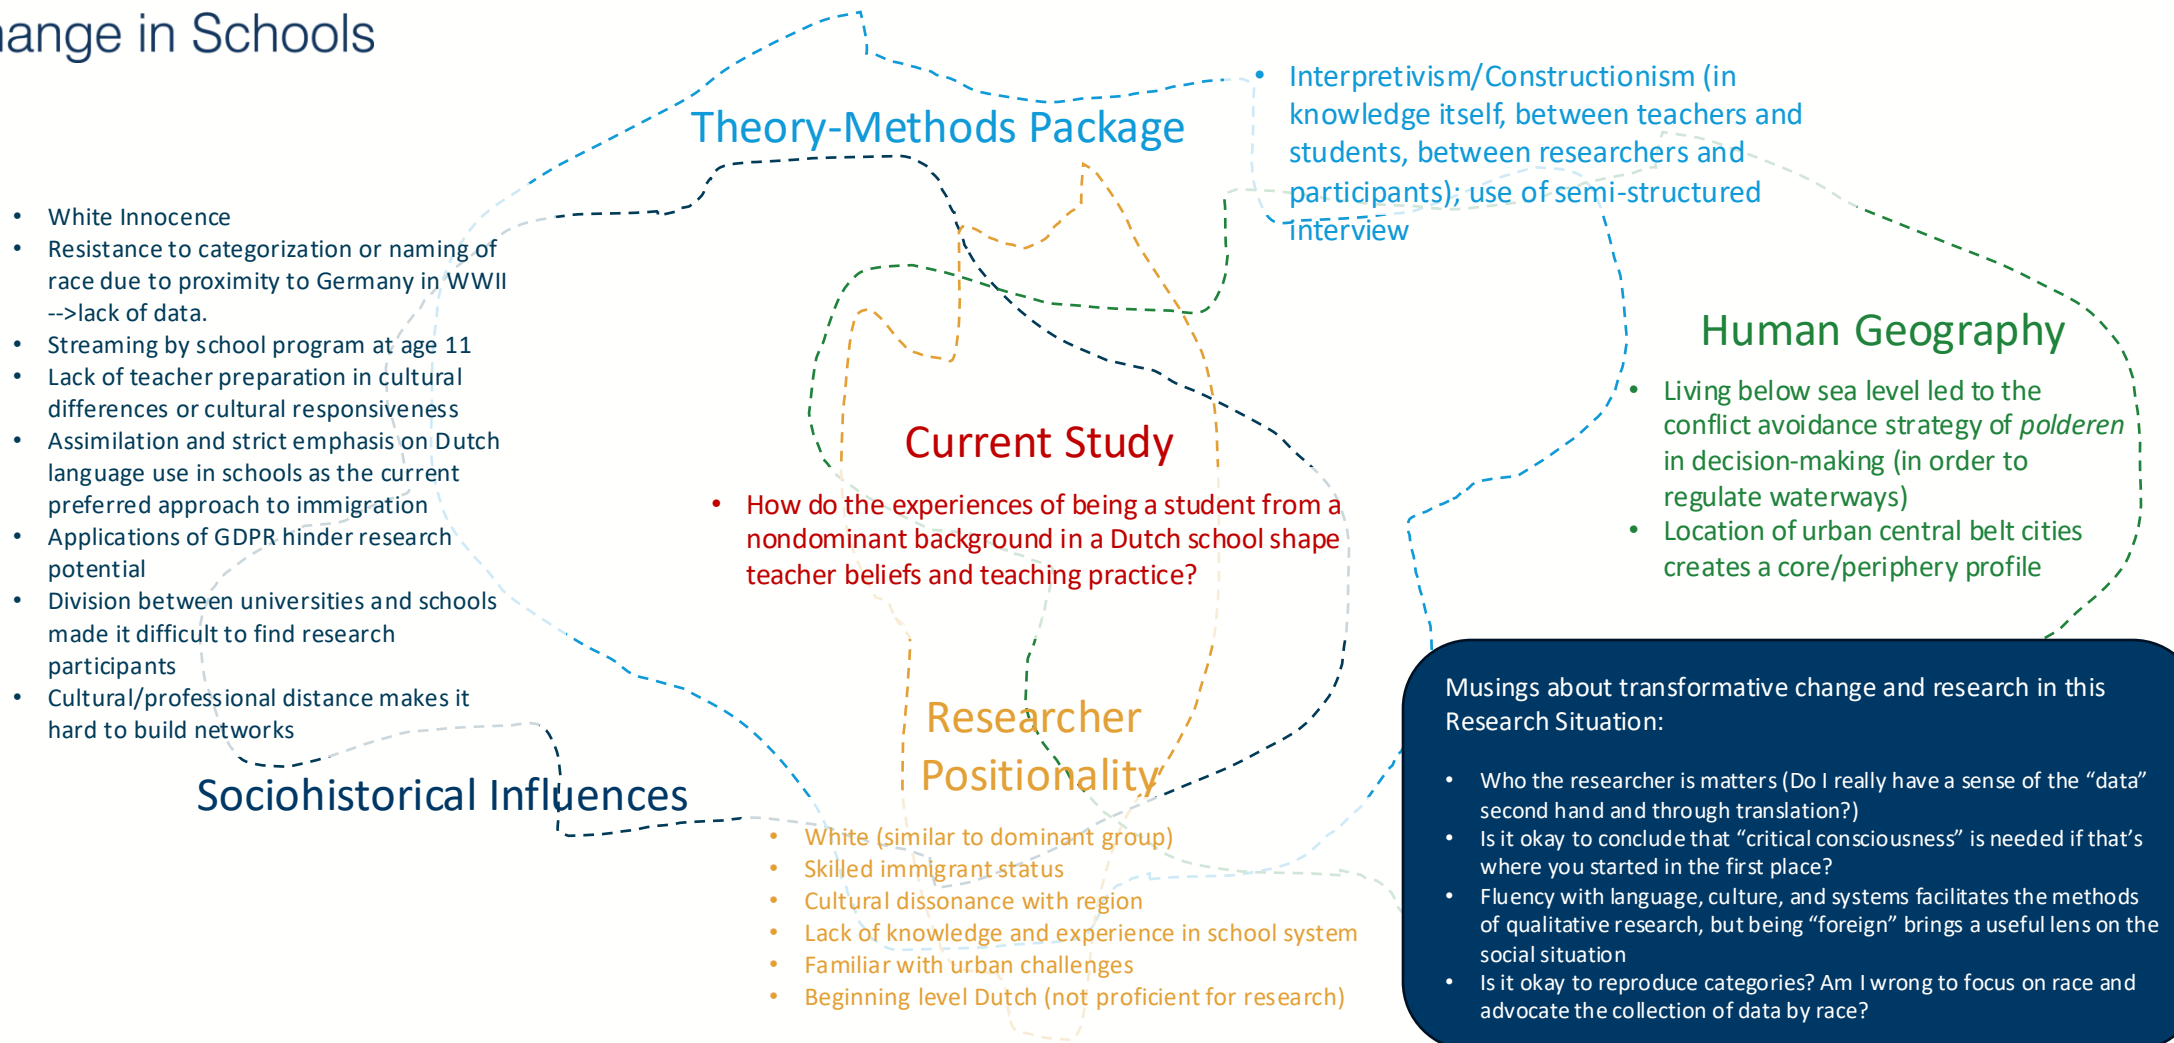 hange in Schools
Theory-Methods Package
• Interpretivism/Constructionism (in
knowledge itself, between teachers and
students, between researchers and
participants); use of semi-structured
interview
• White Innocence
• Resistance to categorization or naming of
race due to proximity to Germany in WWII
-->lack of data.
• Streaming by school program at age 11
• Lack of teacher preparation in cultural
differences or cultural responsiveness
• Assimilation and strict emphasis on Dutch
language use in schools as the current
preferred approach to immigration
• Applications of GDPR hinder research
potential
• Division between universities and schools
made it difficult to find research
participants
• Cultural/professional distance makes it
hard to build networks
Sociohistorical Influences
Current Study
• How do the experiences of being a student from a
nondominant background in a Dutch school shape
teacher beliefs and teaching practice?
Human Geography
• Living below sea level led to the
conflict avoidance strategy of polderen
in decision-making (in order to
regulate waterways)
• Location of urban central belt cities
creates a core/periphery profile
Researcher
Positionality
• White (similar to dominant group)
• Skilled immigrant status
• Cultural dissonance with region
• Lack of knowledge and experience in school system
• Familiar with urban challenges
• Beginning level Dutch (not proficient for research)
Musings about transformative change and research in this
Research Situation:
• Who the researcher is matters (Do I really have a sense of the “data”
second hand and through translation?)
• Is it okay to conclude that “critical consciousness” is needed if that’s
where you started in the first place?
• Fluency with language, culture, and systems facilitates the methods
of qualitative research, but being “foreign” brings a useful lens on the
social situation
• Is it okay to reproduce categories? Am I wrong to focus on race and
advocate the collection of data by race?